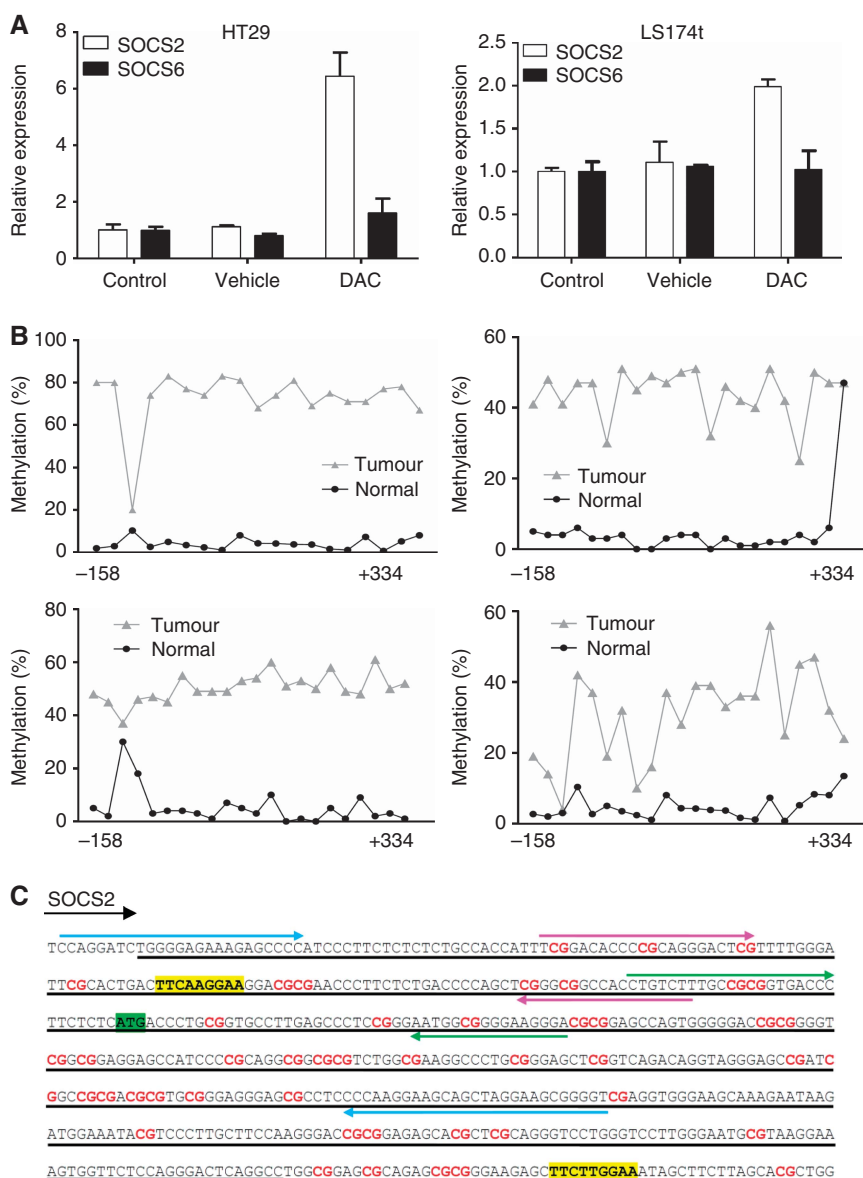 A
HT29
SOCS2
SOCS6
Relative expression
8
6
4
2
0
Control Vehicle DAC
LS174t
SOCS2
SOCS6
Relative expression
2.5
2.0
1.5
1.0
0.5
0.0
Control Vehicle DAC
B
Methylation (%)
100
80
60
40
20
0
Tumour
Normal
–158 +334
Methylation (%)
60
40
20
0
Tumour
Normal
–158 +334
Methylation (%)
80
60
40
20
0
Tumour
Normal
–158 +334
Methylation (%)
60
40
20
0
Tumour
Normal
–158 +334
C
SOCS2
TCCAGGATCTGGGGAGAAAGAGCCCCATCCCTTCTCTCTCTGCCACCATTTCGGACACCCCGCAGGGACTCGTTTTGGGA
TTCGCACTGACTTCAAGGAAGGACGCGAACCCTTCTCTGACCCCAGCTCGGGCGGCCACCTGTCTTTGCCGCGGTGACCC
TTCTCTCATGACCCTGCGGTGCCTTGAGCCCTCCGGGAATGGCGGGGAAGGGACGCGGAGCCAGTGGGGGACCGCGGGGT
CGGCGGAGGAGCCATCCCCGCAGGCGGCGCGTCTGGCGAAGGCCCTGCGGGAGCTCGGTCAGACAGGTAGGGAGCCGATC
GGGCCGCGACGCGTGCGGGAGGGAGCGCCTCCCCAAGGAAGCAGCTAGGAAGCGGGGTCGAGGTGGGAAGCAAAGAATAAG
ATGGAAATACGTCCCTTGCTTCCAAGGGACCGCGGAGAGCACGCTCGCAGGGTCCTGGGTCCTTGGGAATGCGTAAGGAA
AGTGGTTCTCCAGGGACTCAGGCCTGGCGGAGCGCAGAGCGCGGGAAGAGCTTCTTGGAAATAGCTTCTTAGCACGCTGG